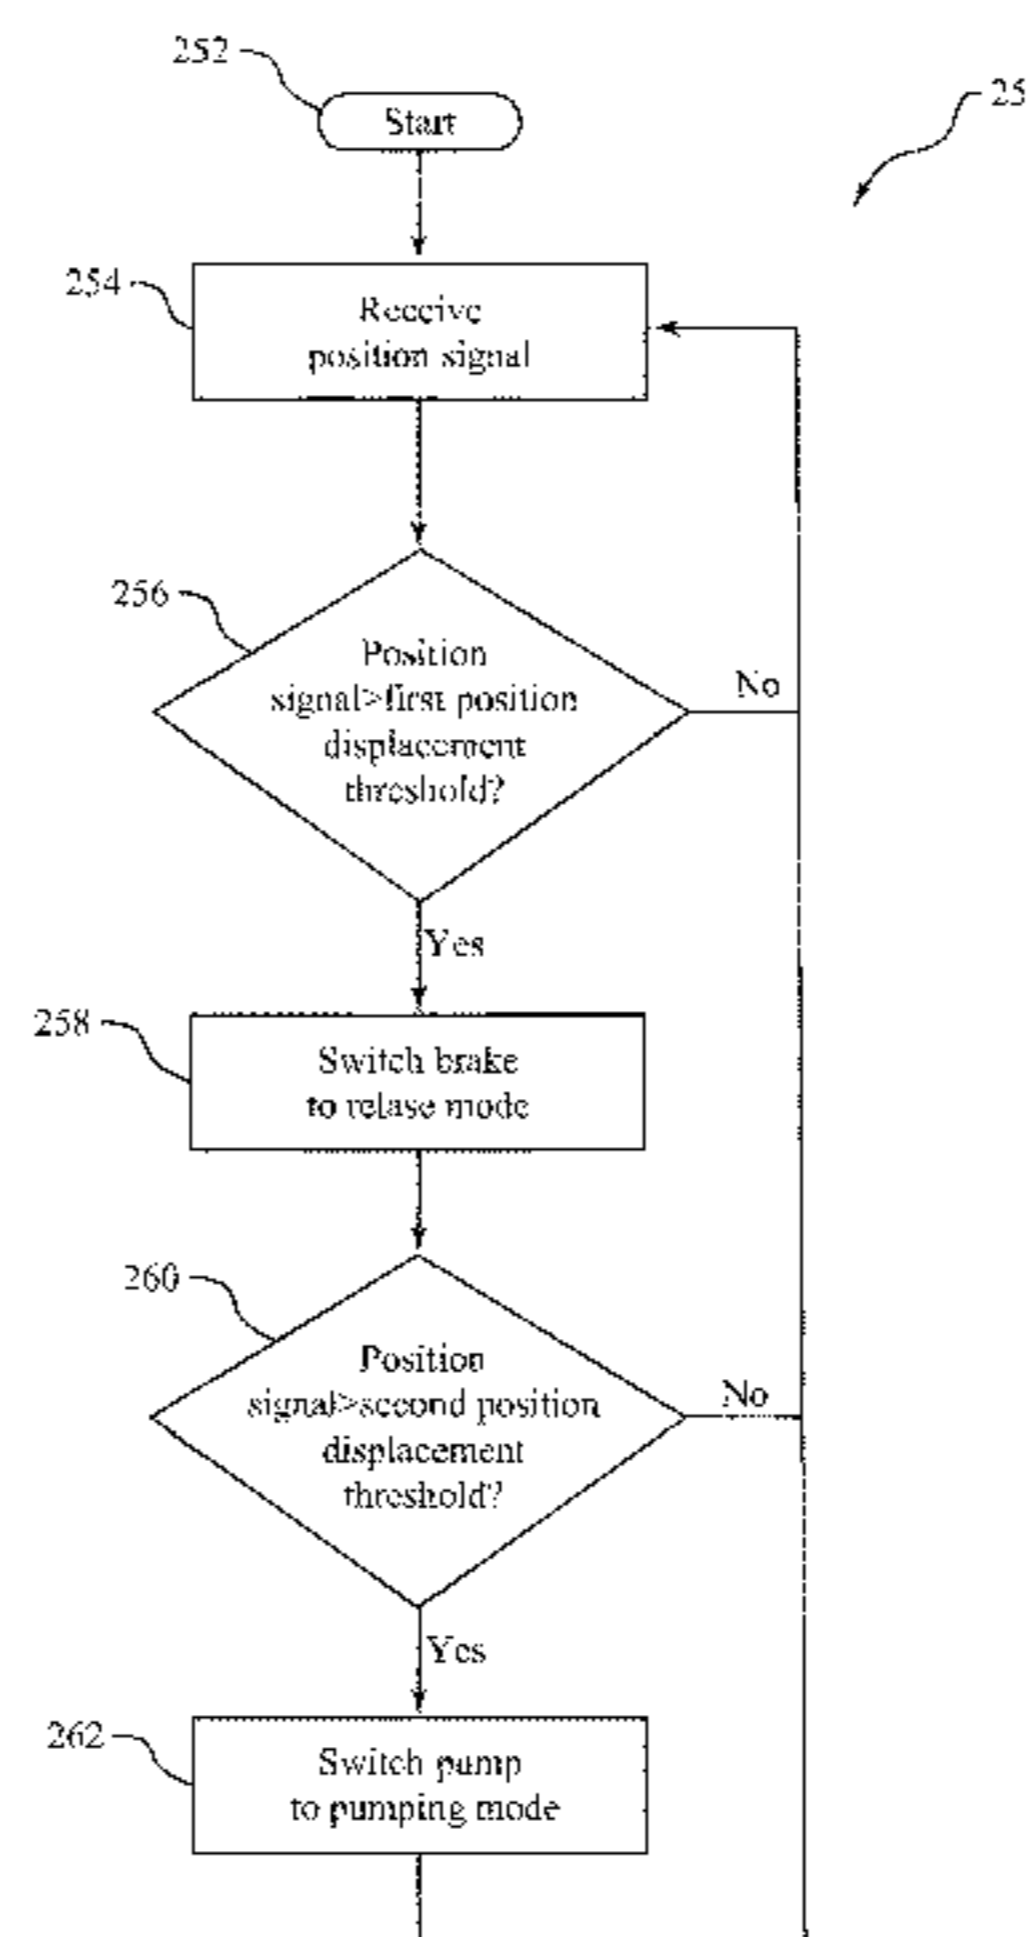 252
Start
25
254
Receive
position signal
256
Position
signal>first position
displacement
threshold?
No
Yes
258
Switch brake
to relase mode
260
Position
signal>second position
displacement
threshold?
No
Yes
262
Switch pump
to pumping mode